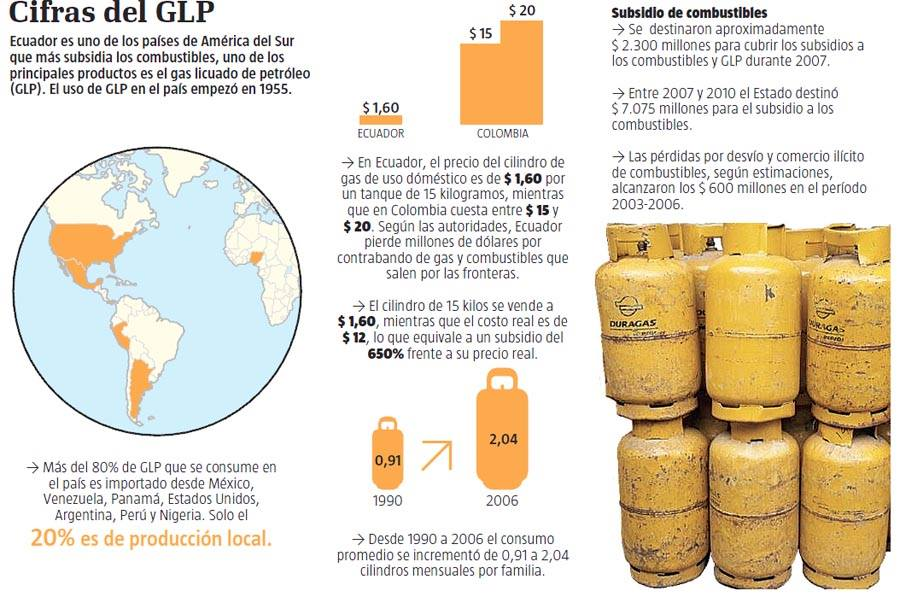 Cifras del GLP
Ecuador es uno de los países de América del Sur
que más subsidia los combustibles, uno de los
principales productos es el gas licuado de petróleo
(GLP). El uso de GLP en el país empezó en 1955.
→ Más del 80% de GLP que se consume en
el país es importado desde México,
Venezuela, Panamá, Estados Unidos,
Argentina, Perú y Nigeria. Solo el
20% es de producción local.
$ 1,60
ECUADOR
$ 15
$ 20
COLOMBIA
→ En Ecuador, el precio del cilindro de
gas de uso dóméstic es de $ 1,60 por
un tanque de 15 kilogramos, mientras
que en Colombia cuesta entre $ 15 y
$ 20. Según las autoridades, Ecuador
pierde millones de dólares por
contrabando de gas y combustibles que
salen por las fronteras.
→ El cilindro de 15 kilos se vende a
$ 1,60, mientras que el costo real es de
$ 12, lo que equivale a un subsidio del
650% frente a su precio real.
0,91
1990
2,04
2006
→ Desde 1990 a 2006 el consumo
promedio se incrementó de 0,91 a 2,04
cilindros mensuales por familia.
Subsidio de combustibles
→ Se destinaron aproximadamente
$ 2.300 millones para cubrir los subsidios a
los combustibles y GLP durante 2007.
→ Entre 2007 y 2010 el Estado destinó
$ 7.075 millones para el subsidio a los
combustibles.
→ Las pérdidas por desvío y comercio ilícito
de combustibles, según estimaciones,
alcanzaron los $ 600 millones en el período
2003-2006.
DURAGAS
DURAGAS